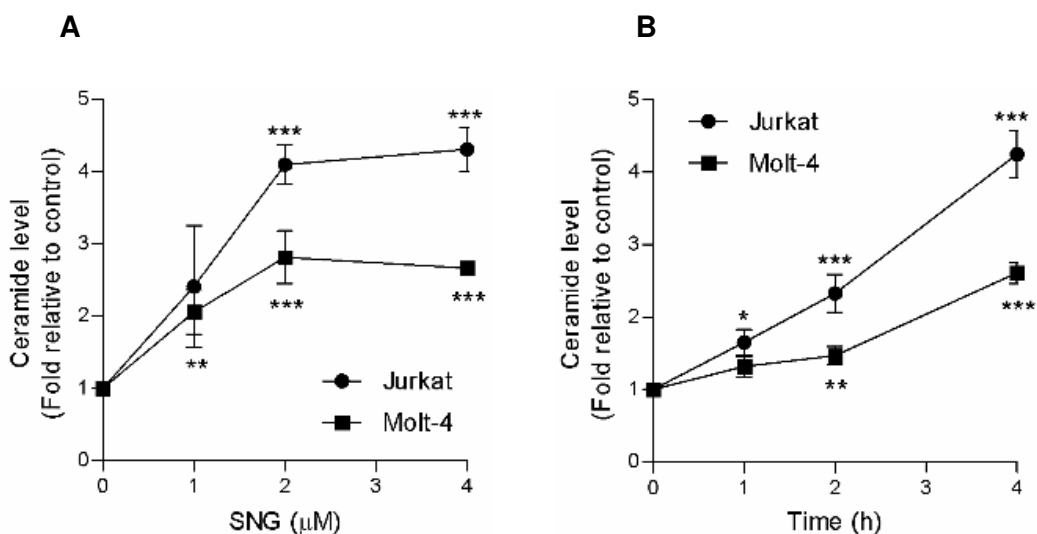 A
Ceramide level
(Fold relative to control)
5
4
3
2
1
0
***
***
**
***
***
Jurkat
Molt-4
0 1 2 3 4
SNG (µM)
B
Ceramide level
(Fold relative to control)
5
4
3
2
1
0
Jurkat
Molt-4
***
***
*
**
***
0 1 2 3 4
Time (h)